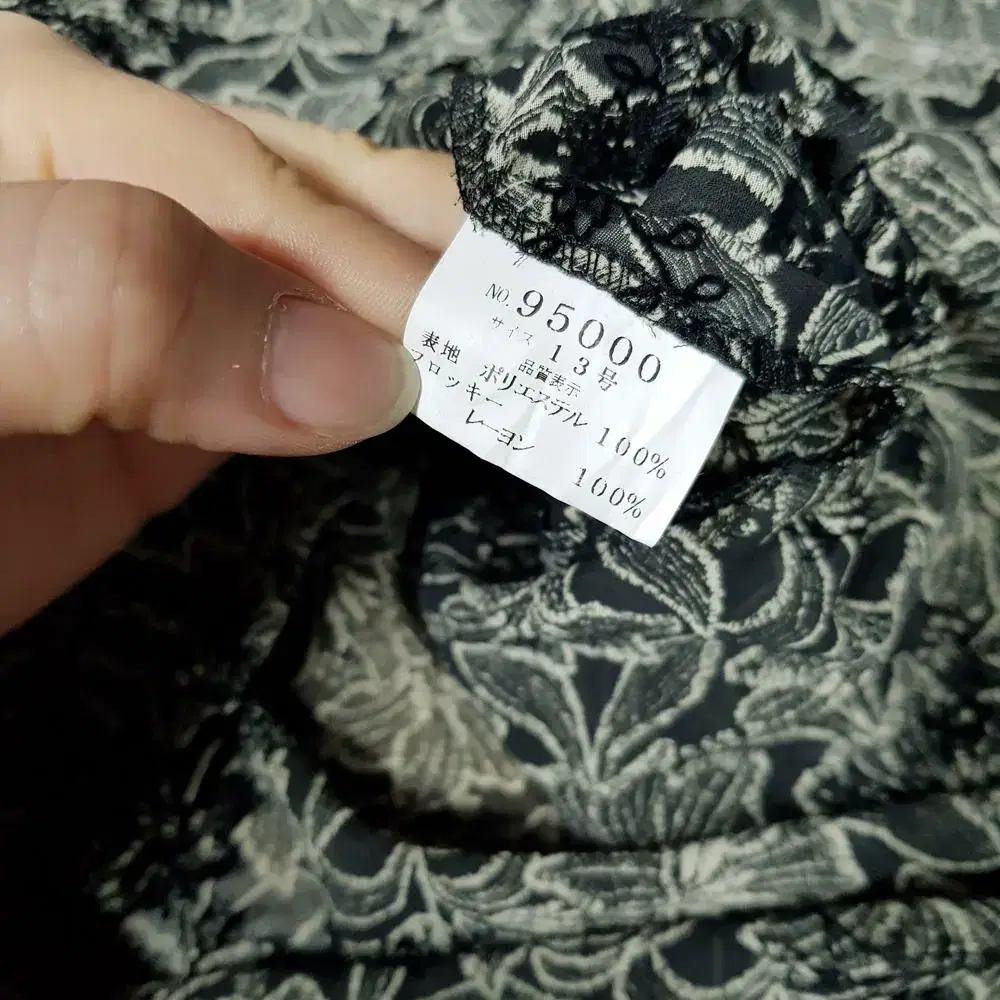 NO. 95000
サイズ 13号
品質表示
表地 ポリエステル 100%
フロッキー
レーヨン 100%